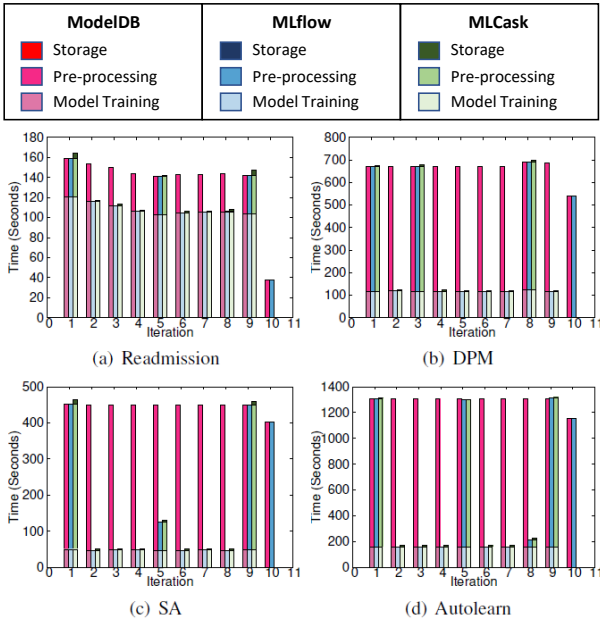 ModelDB MLflow MLCask
Storage Storage Storage
Pre-processing Pre-processing Pre-processing
Model Training Model Training Model Training
180
160
140
120
100
80
60
40
20
0
Time (Seconds)
0 1 2 3 4 5 6 7 8 9 10 11
Iteration
(a) Readmission
800
700
600
500
400
300
200
100
0
Time (Seconds)
0 1 2 3 4 5 6 7 8 9 10 11
Iteration
(b) DPM
500
400
300
200
100
0
Time (Seconds)
0 1 2 3 4 5 6 7 8 9 10 11
Iteration
(c) SA
1400
1200
1000
800
600
400
200
0
Time (Seconds)
0 1 2 3 4 5 6 7 8 9 10 11
Iteration
(d) Autolearn